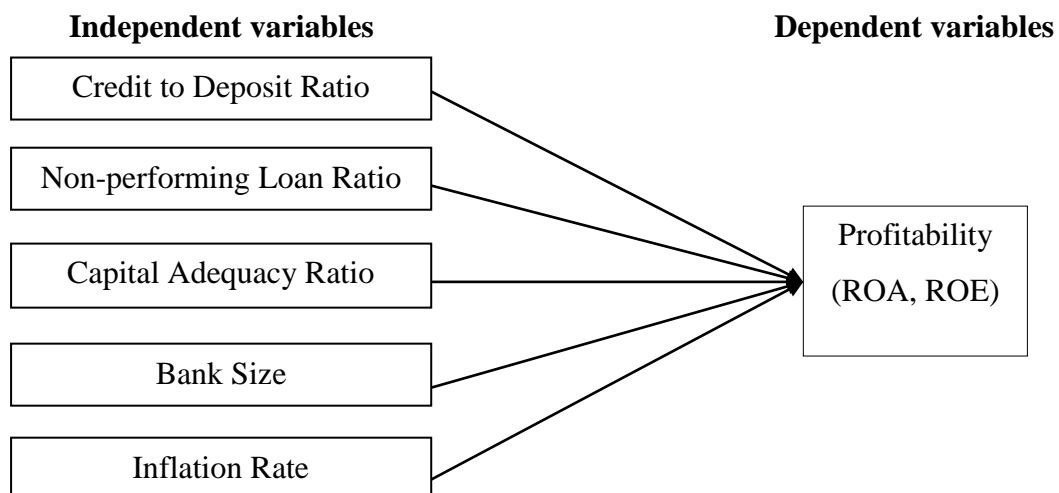 Independent variables
Dependent variables
Credit to Deposit Ratio
Non-performing Loan Ratio
Capital Adequacy Ratio
Bank Size
Inflation Rate
Profitability
(ROA, ROE)